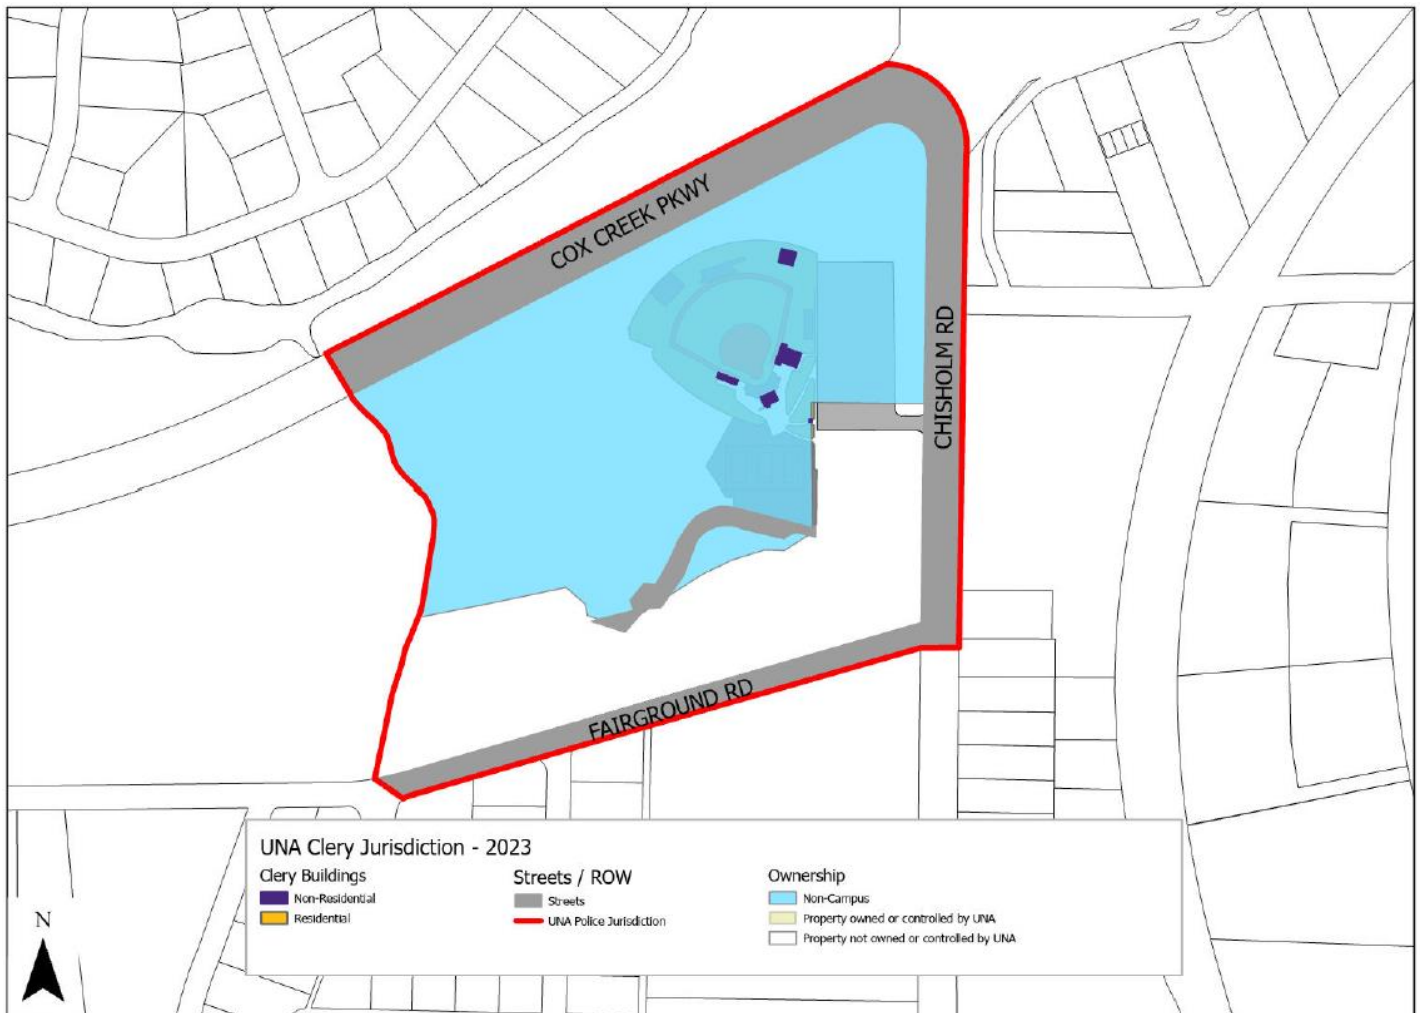 COX CREEK PKWY
CHISHOLM RD
FAIRGROUND RD
UNA Clery Jurisdiction - 2023
Clery Buildings
Non-Residential
Residential
Streets / ROW
Streets
UNA Police Jurisdiction
Ownership
Non-Campus
Property owned or controlled by UNA
Property not owned or controlled by UNA
N